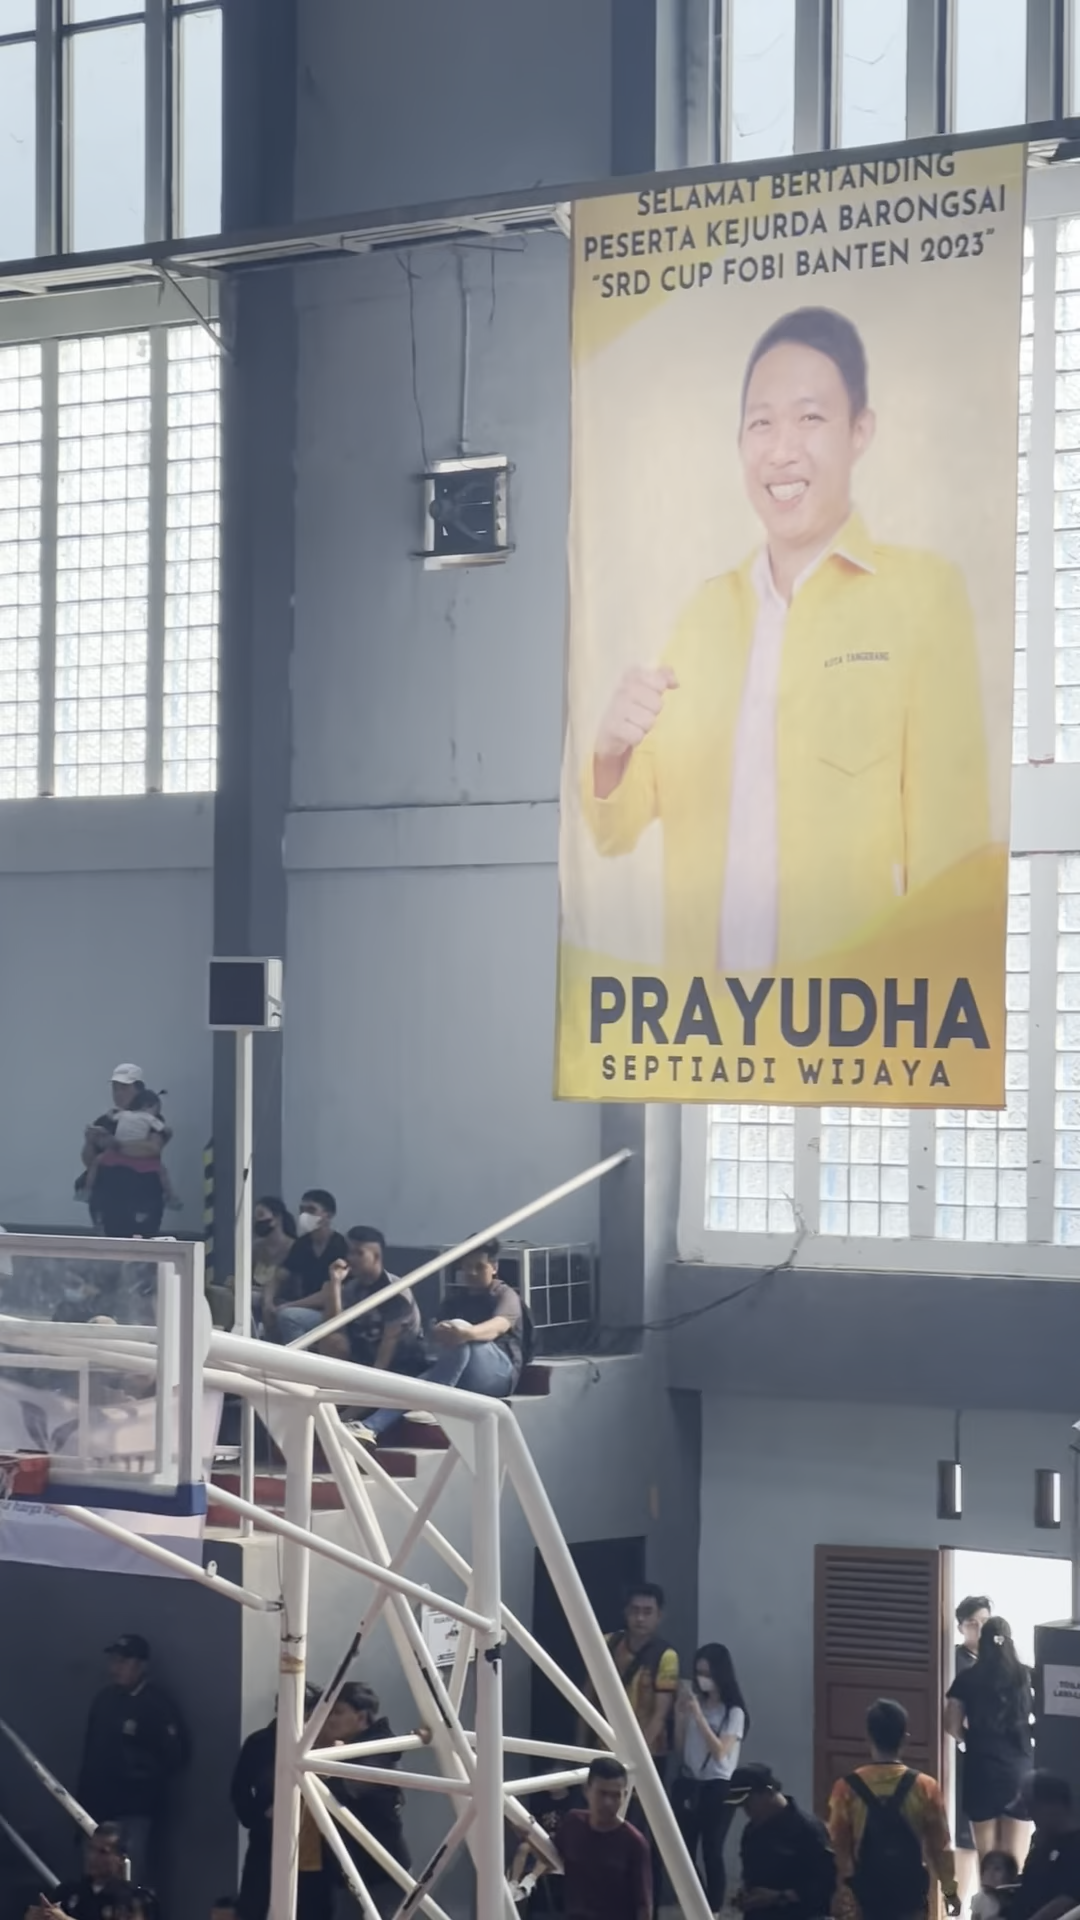 SELAMAT BERTANDING
PESERTA KEJURDA BARONGSAI
"SRD CUP FOBI BANTEN 2023"
KOTA TANGERANG
PRAYUDHA
SEPTIADI WIJAYA